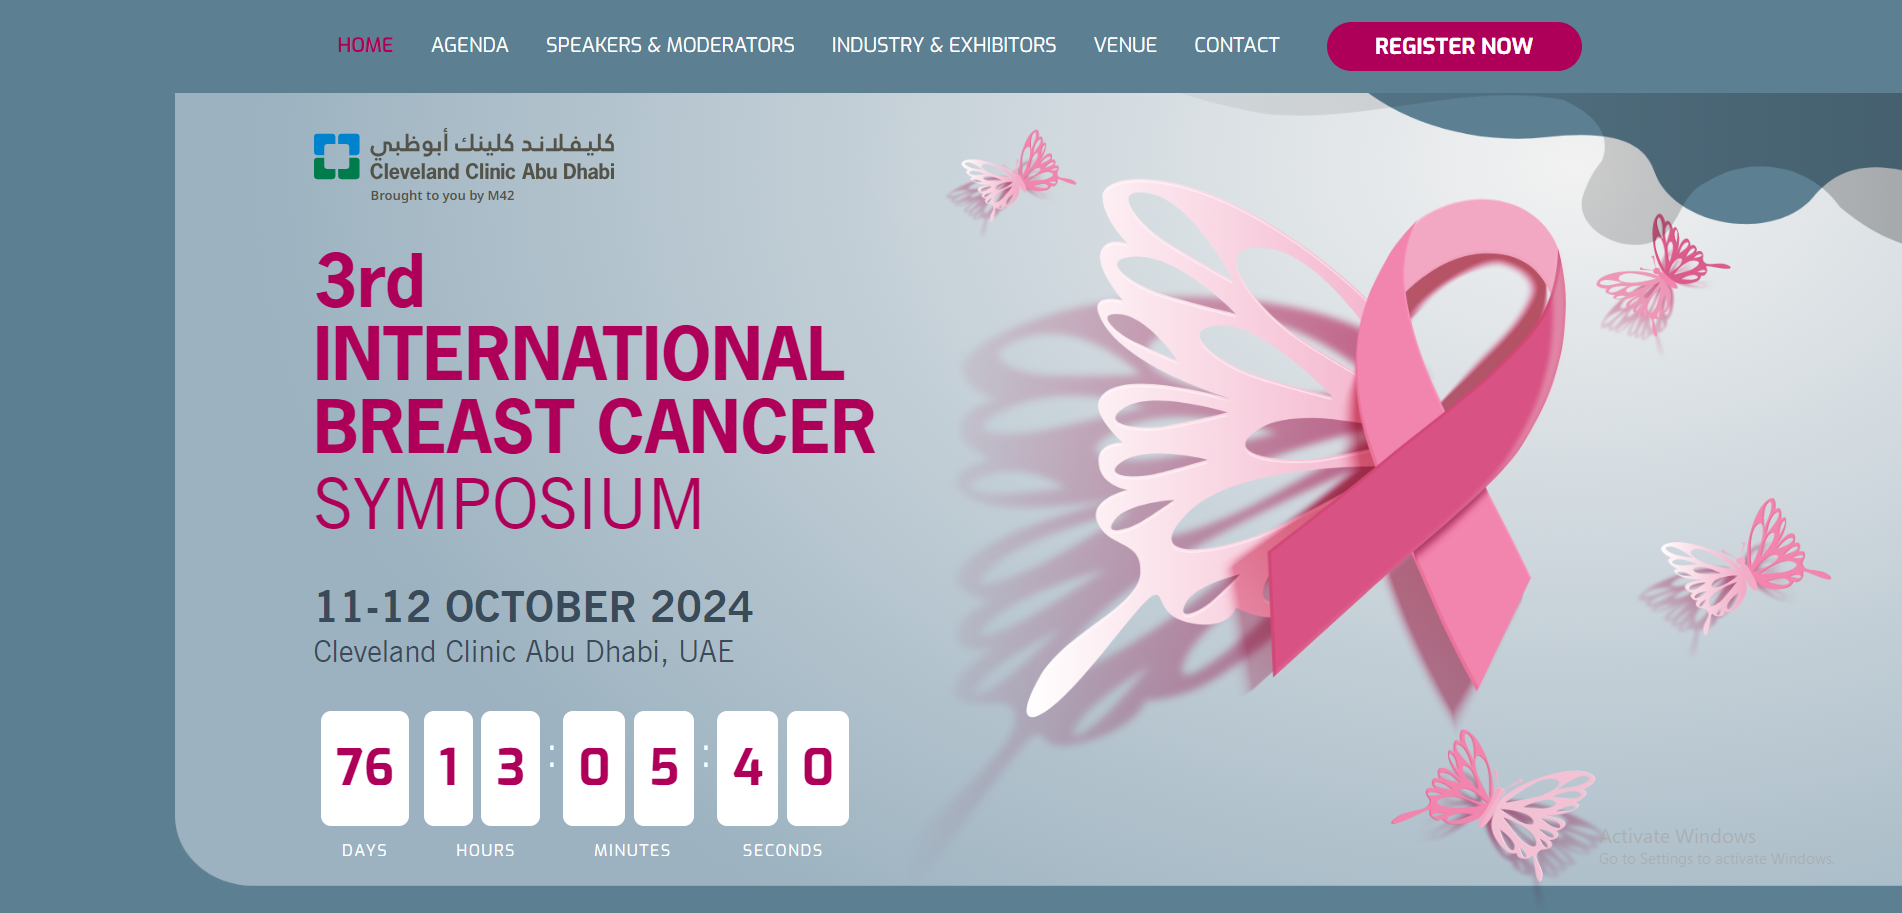 HOME AGENDA SPEAKERS & MODERATORS INDUSTRY & EXHIBITORS VENUE CONTACT REGISTER NOW
كليفلاند كلينك أبوظبي
Cleveland Clinic Abu Dhabi
Brought to you by M42
3rd
INTERNATIONAL
BREAST CANCER
SYMPOSIUM
11-12 OCTOBER 2024
Cleveland Clinic Abu Dhabi, UAE
76 1 3 : 0 5 : 4 0
DAYS HOURS MINUTES SECONDS
Activate Windows
Go to Settings to activate Windows.